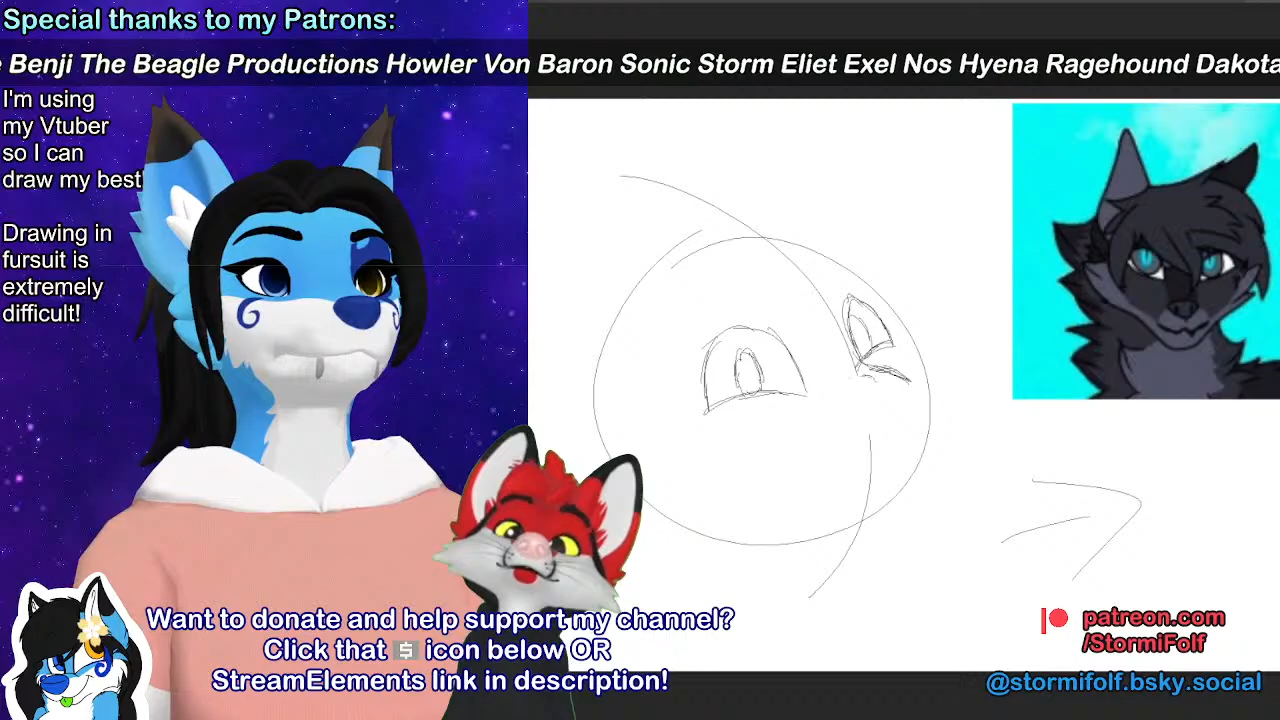 Special thanks to my Patrons:
Benji The Beagle Productions Howler Von Baron Sonic Storm Eliet Exel Nos Hyena Ragehound Dakota
I'm using
my Vtuber
so I can
draw my best!
Drawing in
fursuit is
extremely
difficult!
Want to donate and help support my channel?
Click that $ icon below OR
StreamElements link in description!
patreon.com
/StormiFolf
@stormifolf.bsky.social